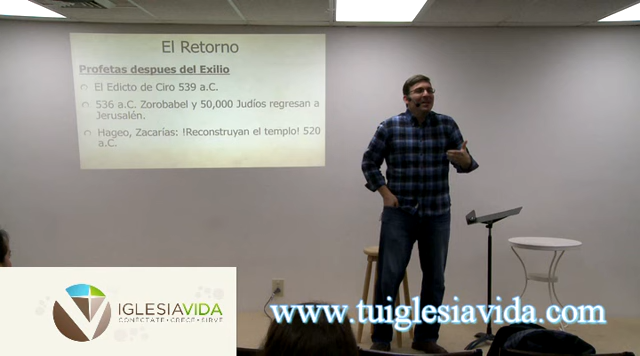 El Retorno
Profetas despues del Exilio
El Edicto de Ciro 539 a.C.
536 a.C. Zorobabel y 50,000 Judíos regresan a
Jerusalén.
Hageo, Zacarías: !Reconstruyan el templo! 520
a.C.
IGLESIAVIDA
CONECTATE • CRECE • SIRVE
www.tuiglesiavida.com